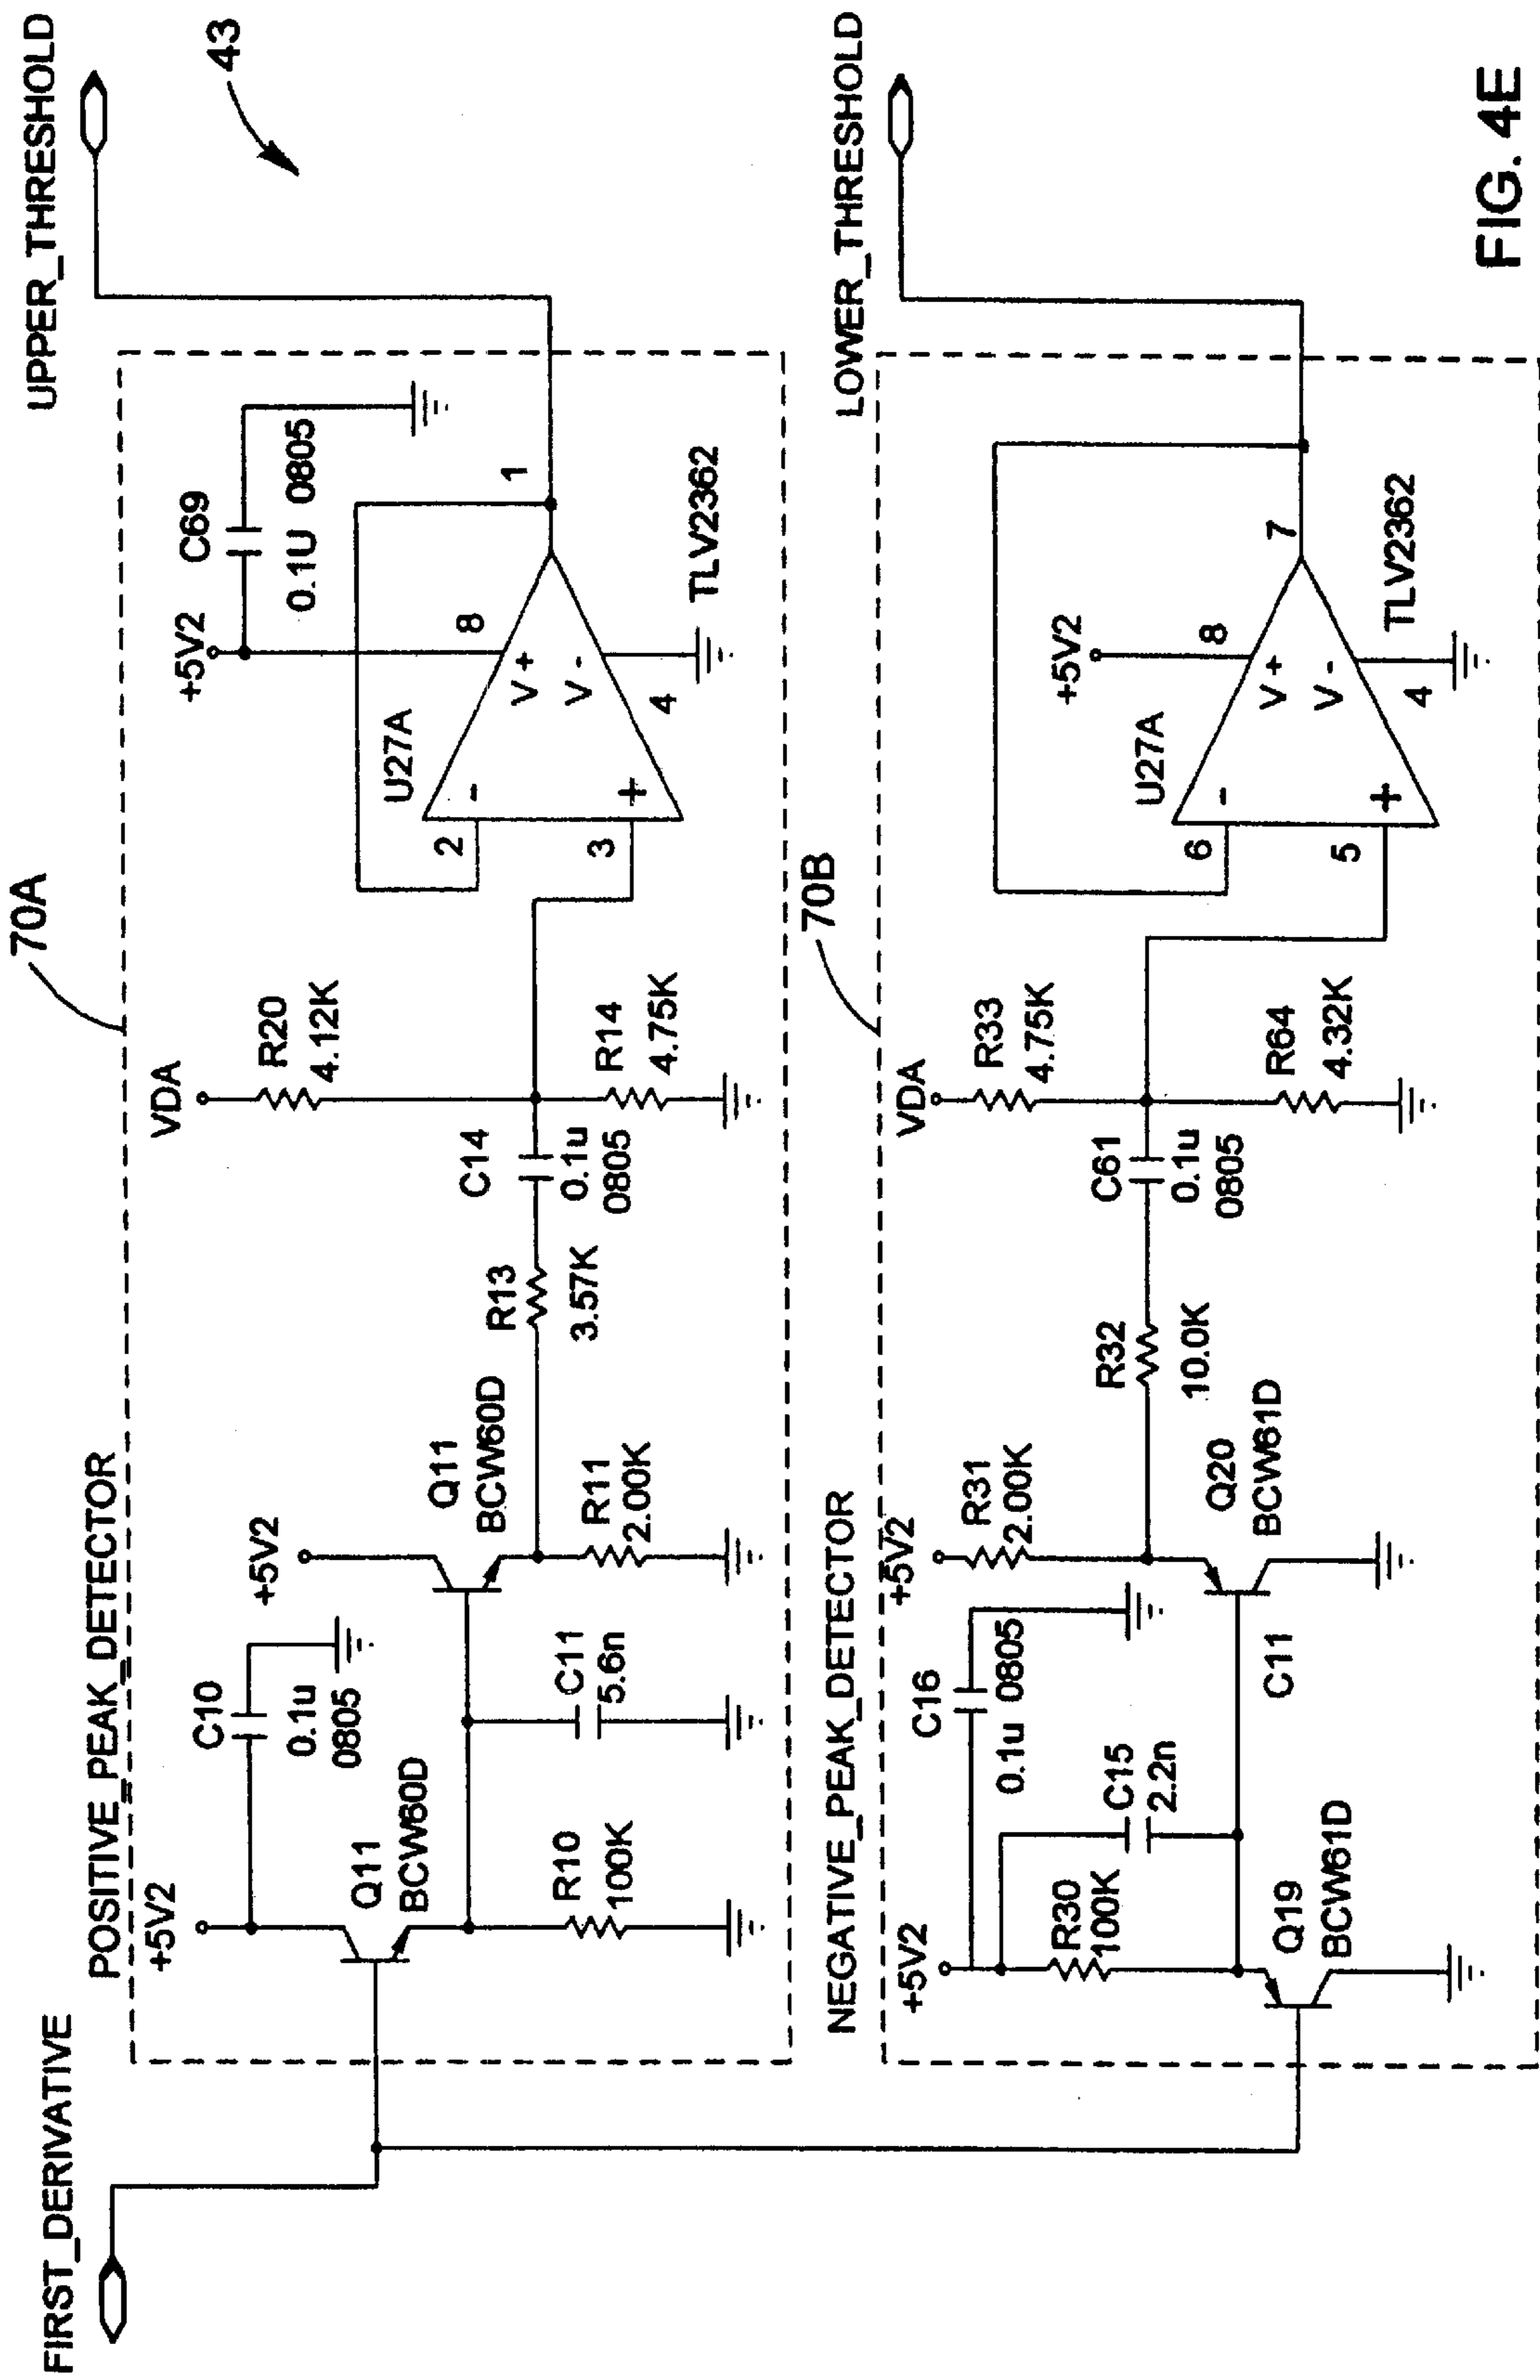 FIRST_DERIVATIVE
UPPER_THRESHOLD
43
70A
POSITIVE_PEAK_DETECTOR
+5V2
C10
0.1u
0805
Q11
BCW60D
R10
100K
C11
5.6n
+5V2
Q11
BCW60D
R11
2.00K
R13
3.57K
C14
0.1u
0805
VDA
R20
4.12K
R14
4.75K
+5V2
C69
0.1U 0805
U27A
2
-
3
+
8
V+
V-
4
1
TLV2362
LOWER_THRESHOLD
70B
NEGATIVE_PEAK_DETECTOR
+5V2
C16
0.1u 0805
R30
100K
C15
2.2n
Q19
BCW61D
C11
+5V2
R31
2.00K
Q20
BCW61D
R32
10.0K
C61
0.1u
0805
VDA
R33
4.75K
R64
4.32K
+5V2
U27A
6
-
5
+
8
V+
V-
4
7
TLV2362
FIG. 4E